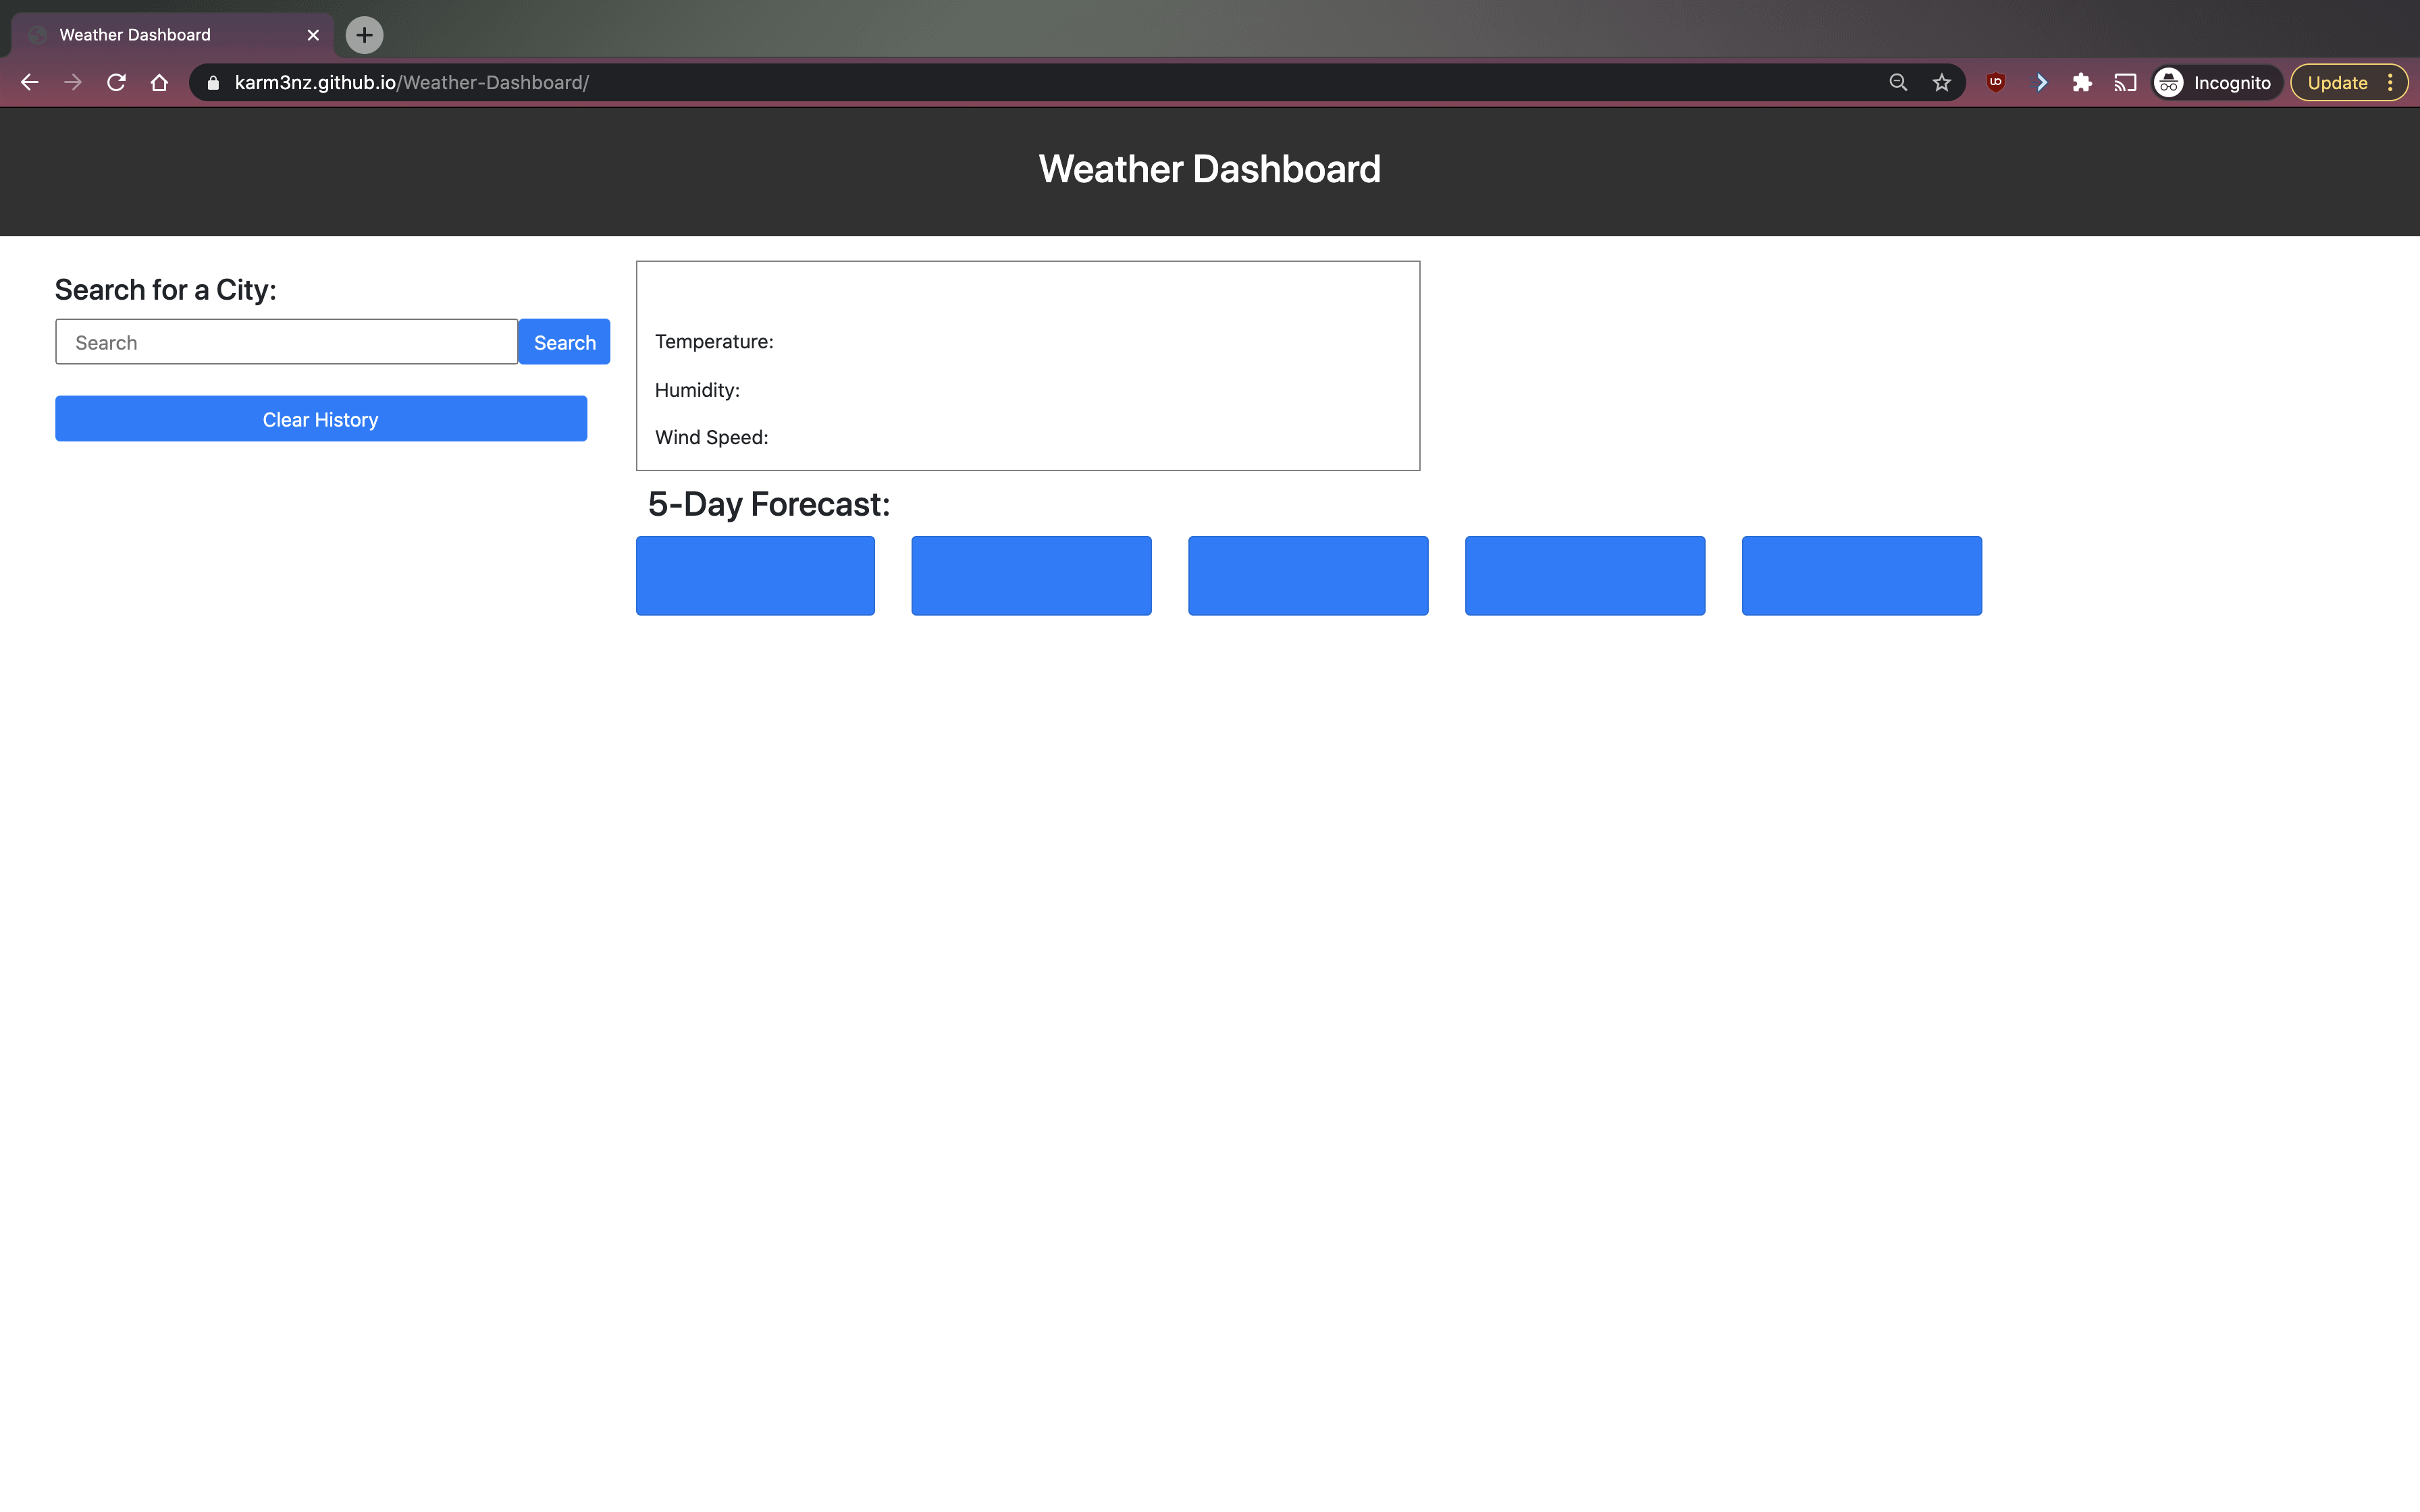 Weather Dashboard
karm3nz.github.io/Weather-Dashboard/
Incognito
Update
Weather Dashboard
Search for a City:
Search
Search
Clear History
Temperature:
Humidity:
Wind Speed:
5-Day Forecast: